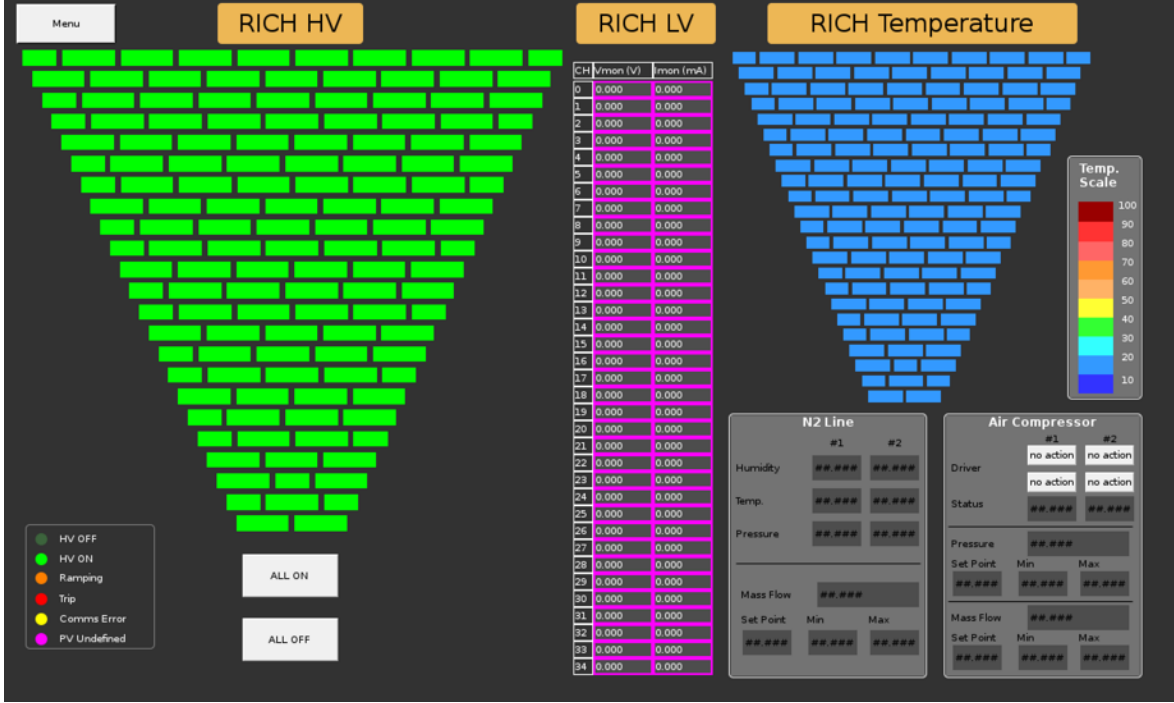 Menu
RICH HV
RICH LV
RICH Temperature
CH Vmon (V) Imon (mA)
0 0.000 0.000
1 0.000 0.000
2 0.000 0.000
3 0.000 0.000
4 0.000 0.000
5 0.000 0.000
6 0.000 0.000
7 0.000 0.000
8 0.000 0.000
9 0.000 0.000
10 0.000 0.000
11 0.000 0.000
12 0.000 0.000
13 0.000 0.000
14 0.000 0.000
15 0.000 0.000
16 0.000 0.000
17 0.000 0.000
18 0.000 0.000
19 0.000 0.000
20 0.000 0.000
21 0.000 0.000
22 0.000 0.000
23 0.000 0.000
24 0.000 0.000
25 0.000 0.000
26 0.000 0.000
27 0.000 0.000
28 0.000 0.000
29 0.000 0.000
30 0.000 0.000
31 0.000 0.000
32 0.000 0.000
33 0.000 0.000
34 0.000 0.000
Temp.
Scale
100
90
80
70
60
50
40
30
20
10
HV OFF
HV ON
Ramping
Trip
Comms Error
PV Undefined
ALL ON
ALL OFF
N2 Line
#1 #2
Humidity ##.### ##.###
Temp. ##.### ##.###
Pressure ##.### ##.###
Mass Flow ##.###
Set Point Min Max
##.### ##.### ##.###
Air Compressor
#1 #2
no action no action
Driver
no action no action
Status ##.### ##.###
Pressure ##.###
Set Point Min Max
##.### ##.### ##.###
Mass Flow ##.###
Set Point Min Max
##.### ##.### ##.###